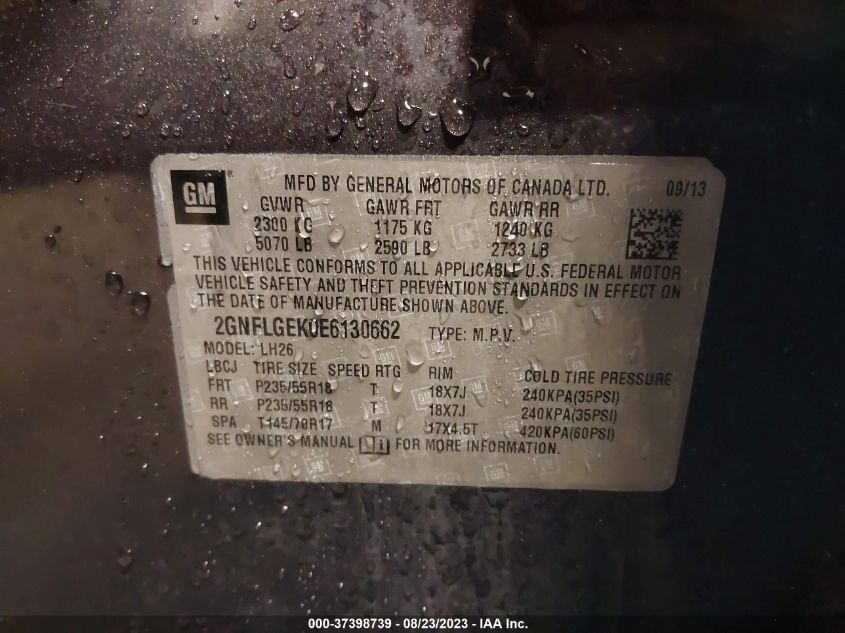 GM ® MFD BY GENERAL MOTORS OF CANADA LTD. 09/13
GVWR GAWR FRT GAWR RR
2300 KG 1175 KG 1240 KG
5070 LB 2590 LB 2733 LB
THIS VEHICLE CONFORMS TO ALL APPLICABLE U.S. FEDERAL MOTOR
VEHICLE SAFETY AND THEFT PREVENTION STANDARDS IN EFFECT ON
THE DATE OF MANUFACTURE SHOWN ABOVE.
2GNFLGEK0E6130662 TYPE: M.P.V.
MODEL: LH26
LBCJ TIRE SIZE SPEED RTG RIM COLD TIRE PRESSURE
FRT P235/55R18 T 18X7J 240KPA(35PSI)
RR P235/55R18 T 18X7J 240KPA(35PSI)
SPA T145/70R17 M 17X4.5T 420KPA(60PSI)
SEE OWNER'S MANUAL FOR MORE INFORMATION.
000-37398739 - 08/23/2023 - IAA Inc.